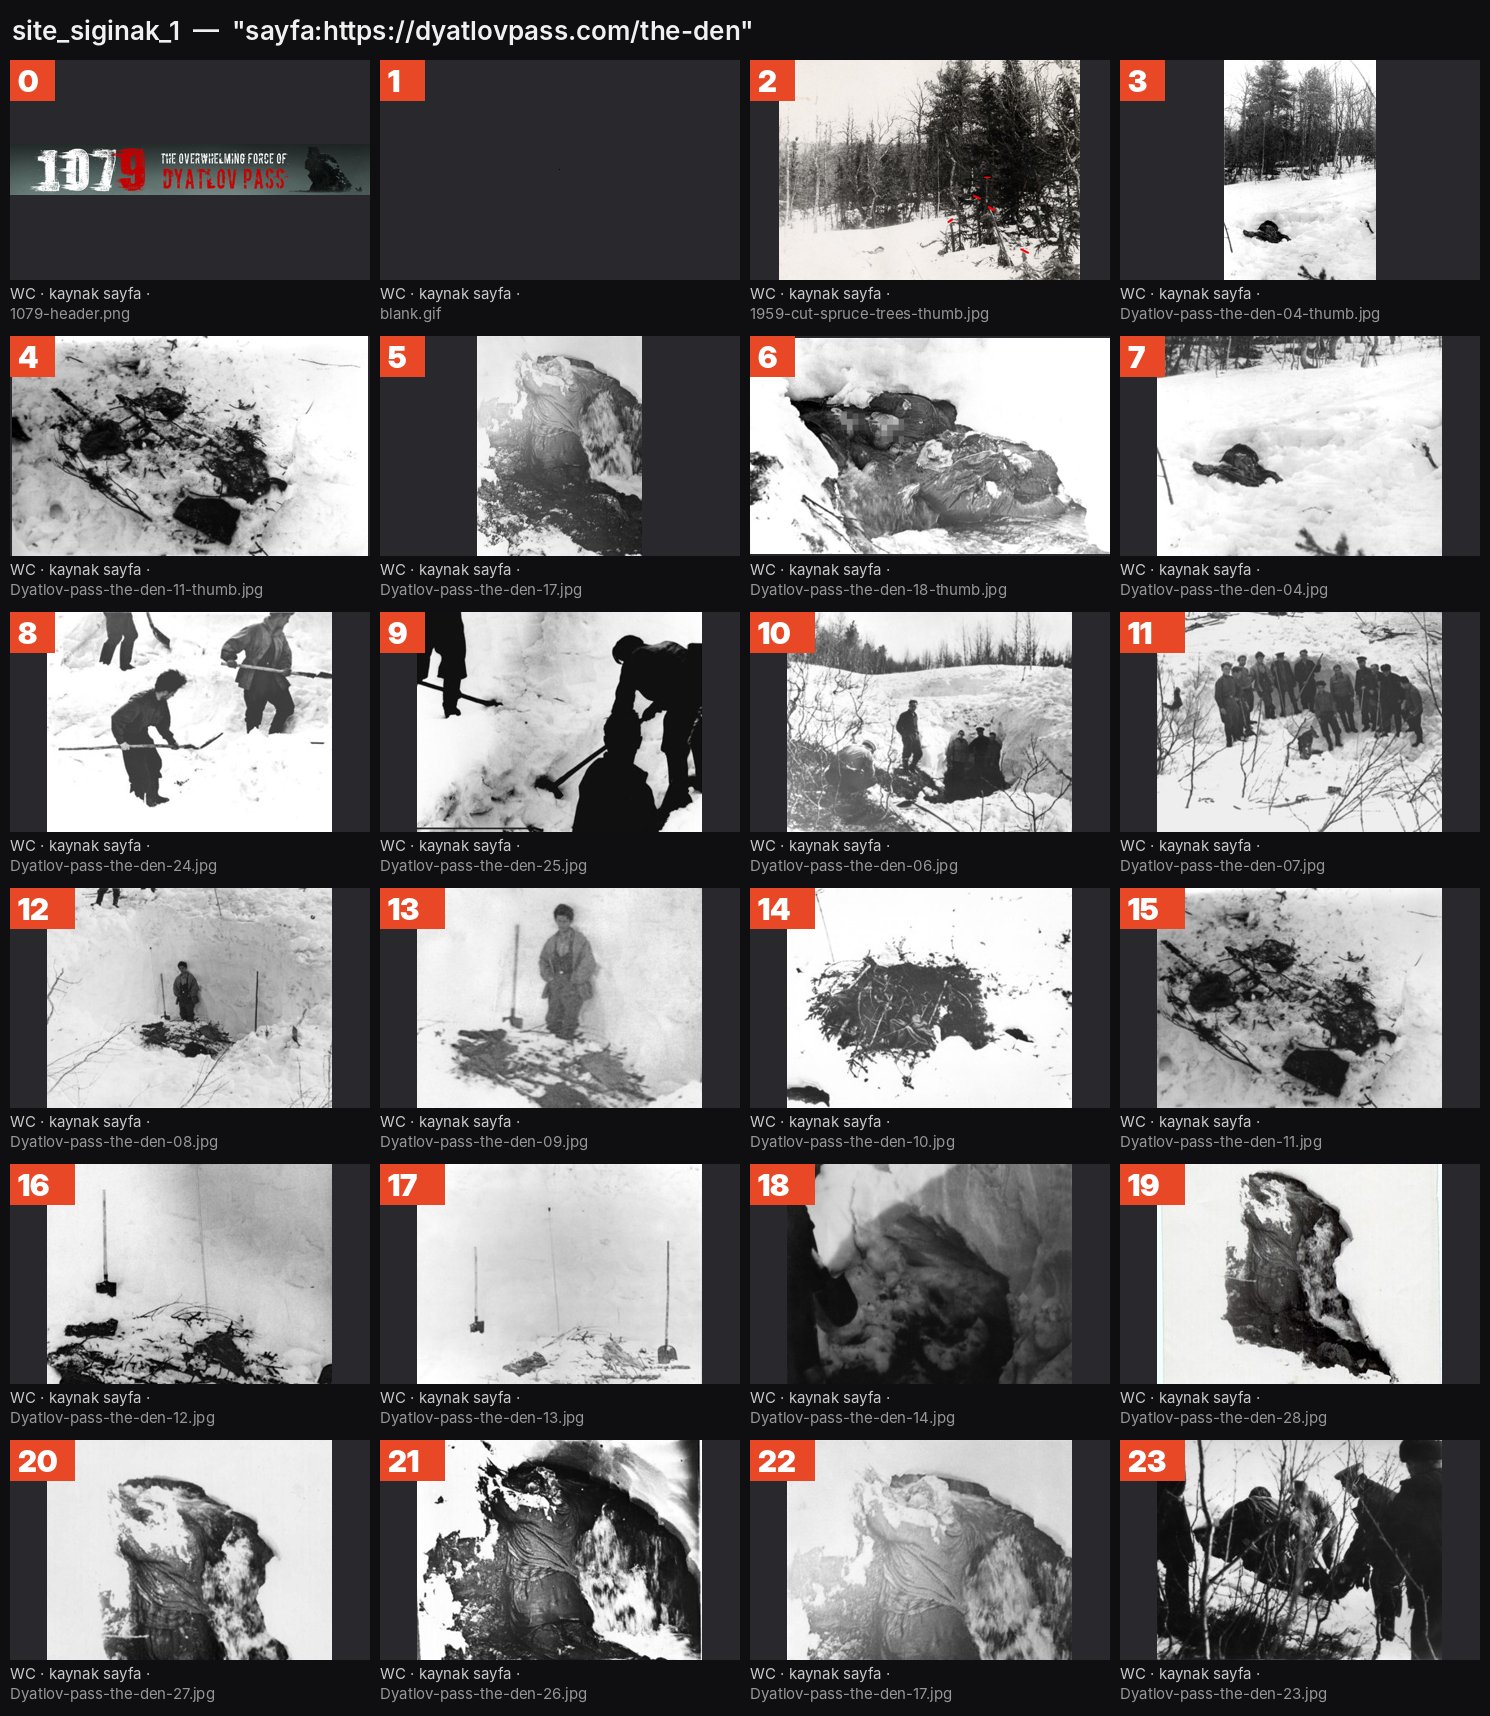 site_siginak_1 — "sayfa:https://dyatlovpass.com/the-den"
0
1079 THE OVERWHELMING FORCE OF
DYATLOV PASS
WC · kaynak sayfa ·
1079-header.png
1
WC · kaynak sayfa ·
blank.gif
2
WC · kaynak sayfa ·
1959-cut-spruce-trees-thumb.jpg
3
WC · kaynak sayfa ·
Dyatlov-pass-the-den-04-thumb.jpg
4
WC · kaynak sayfa ·
Dyatlov-pass-the-den-11-thumb.jpg
5
WC · kaynak sayfa ·
Dyatlov-pass-the-den-17.jpg
6
WC · kaynak sayfa ·
Dyatlov-pass-the-den-18-thumb.jpg
7
WC · kaynak sayfa ·
Dyatlov-pass-the-den-04.jpg
8
WC · kaynak sayfa ·
Dyatlov-pass-the-den-24.jpg
9
WC · kaynak sayfa ·
Dyatlov-pass-the-den-25.jpg
10
WC · kaynak sayfa ·
Dyatlov-pass-the-den-06.jpg
11
WC · kaynak sayfa ·
Dyatlov-pass-the-den-07.jpg
12
WC · kaynak sayfa ·
Dyatlov-pass-the-den-08.jpg
13
WC · kaynak sayfa ·
Dyatlov-pass-the-den-09.jpg
14
WC · kaynak sayfa ·
Dyatlov-pass-the-den-10.jpg
15
WC · kaynak sayfa ·
Dyatlov-pass-the-den-11.jpg
16
WC · kaynak sayfa ·
Dyatlov-pass-the-den-12.jpg
17
WC · kaynak sayfa ·
Dyatlov-pass-the-den-13.jpg
18
WC · kaynak sayfa ·
Dyatlov-pass-the-den-14.jpg
19
WC · kaynak sayfa ·
Dyatlov-pass-the-den-28.jpg
20
WC · kaynak sayfa ·
Dyatlov-pass-the-den-27.jpg
21
WC · kaynak sayfa ·
Dyatlov-pass-the-den-26.jpg
22
WC · kaynak sayfa ·
Dyatlov-pass-the-den-17.jpg
23
WC · kaynak sayfa ·
Dyatlov-pass-the-den-23.jpg